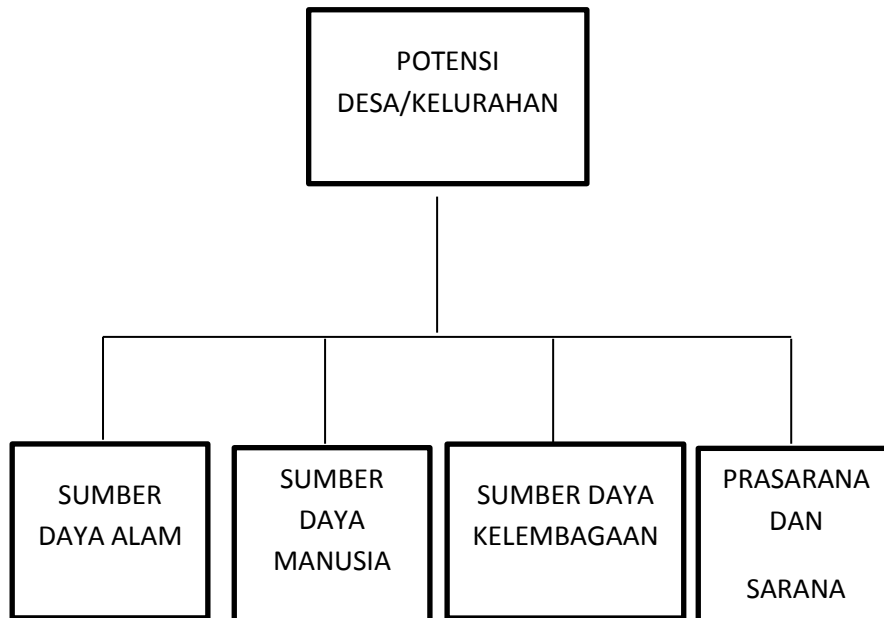 POTENSI
DESA/KELURAHAN
SUMBER
DAYA ALAM
SUMBER
DAYA
MANUSIA
SUMBER DAYA
KELEMBAGAAN
PRASARANA
DAN
SARANA